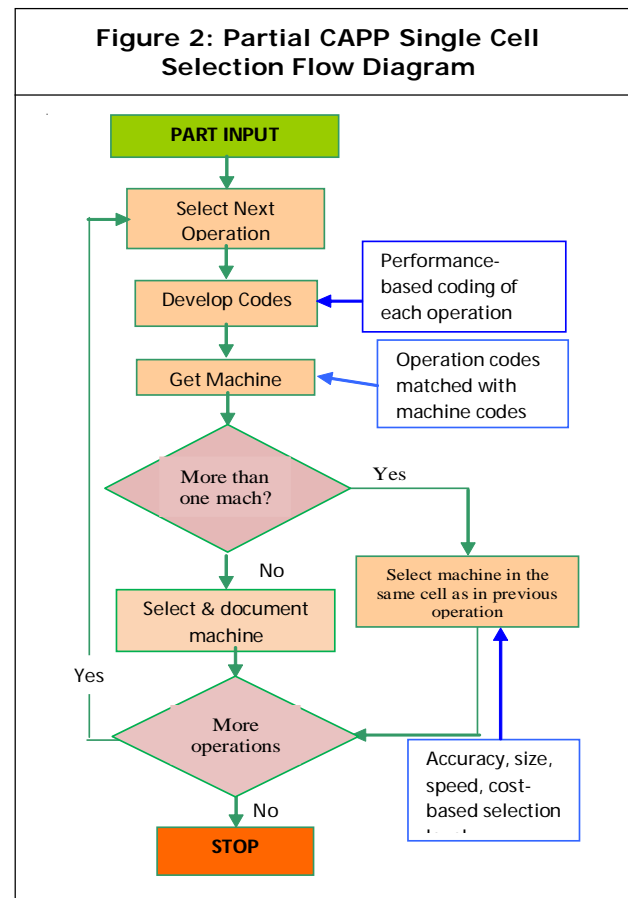 Figure 2: Partial CAPP Single Cell
Selection Flow Diagram
PART INPUT
Select Next
Operation
Performance-
based coding of
each operation
Develop Codes
Get Machine
Operation codes
matched with
machine codes
More than
one mach?
Yes
No
Select machine in the
same cell as in previous
operation
Select & document
machine
Yes
More
operations
Accuracy, size,
speed, cost-
based selection
No
STOP